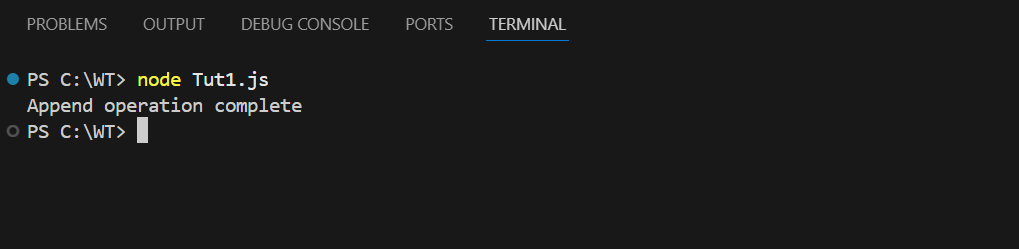 PROBLEMS OUTPUT DEBUG CONSOLE PORTS TERMINAL
PS C:\WT> node Tut1.js
Append operation complete
PS C:\WT>